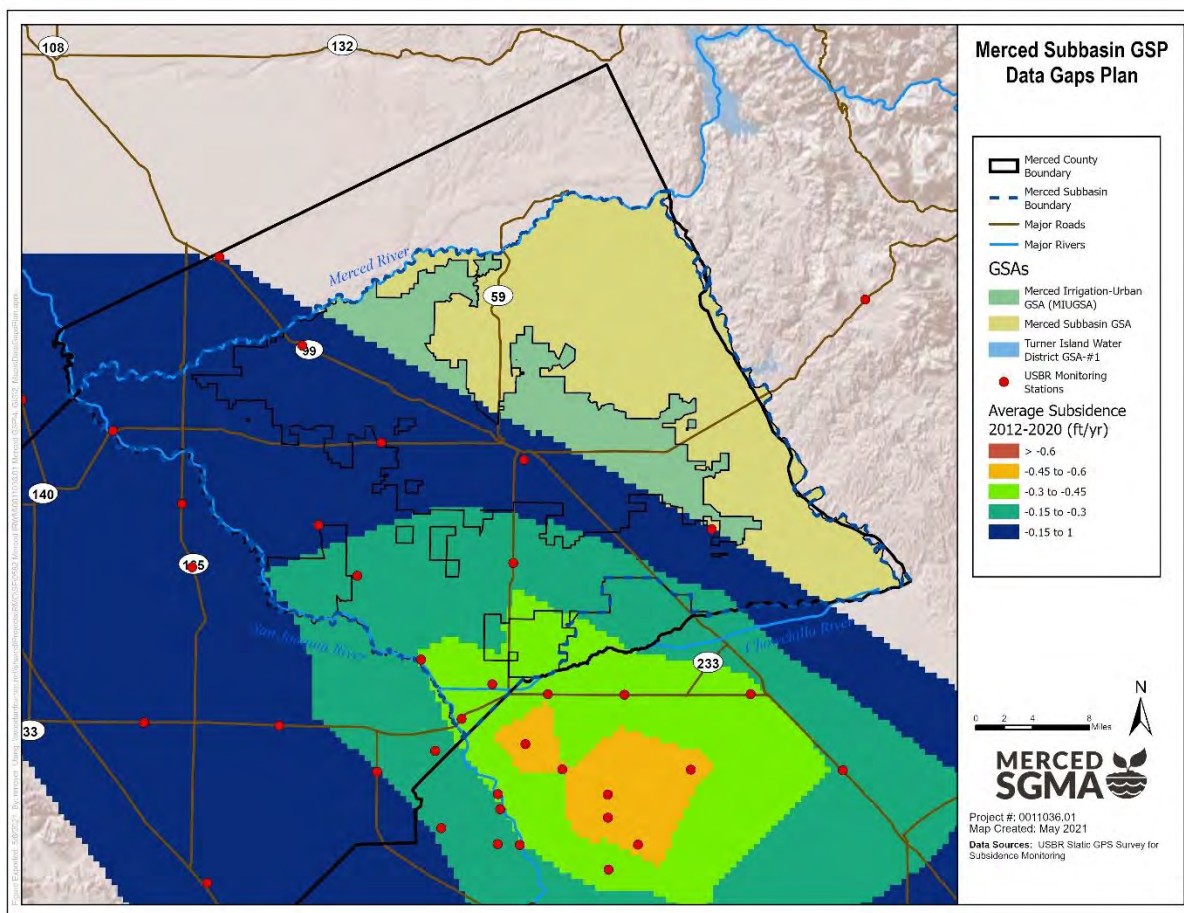 Merced Subbasin GSP
Data Gaps Plan
Merced County
Boundary
Merced Subbasin
Boundary
Major Roads
Major Rivers
GSAs
Merced Irrigation-Urban
GSA (MIUGSA)
Merced Subbasin GSA
Turner Island Water
District GSA-#1
USBR Monitoring
Stations
Average Subsidence
2012-2020 (ft/yr)
> -0.6
-0.45 to -0.6
-0.3 to -0.45
-0.15 to -0.3
-0.15 to 1
N
0 2 4 8
Miles
MERCED
SGMA
Project #: 0011036.01
Map Created: May 2021
Data Sources: USBR Static GPS Survey for
Subsidence Monitoring
108
132
Merced River
59
99
140
165
San Joaquin River
Chowchilla River
233
33